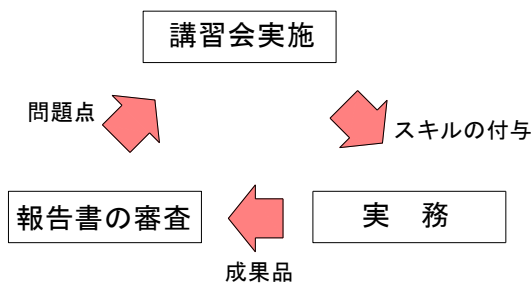 講習会実施
問題点
スキルの付与
報告書の審査
実　務
成果品